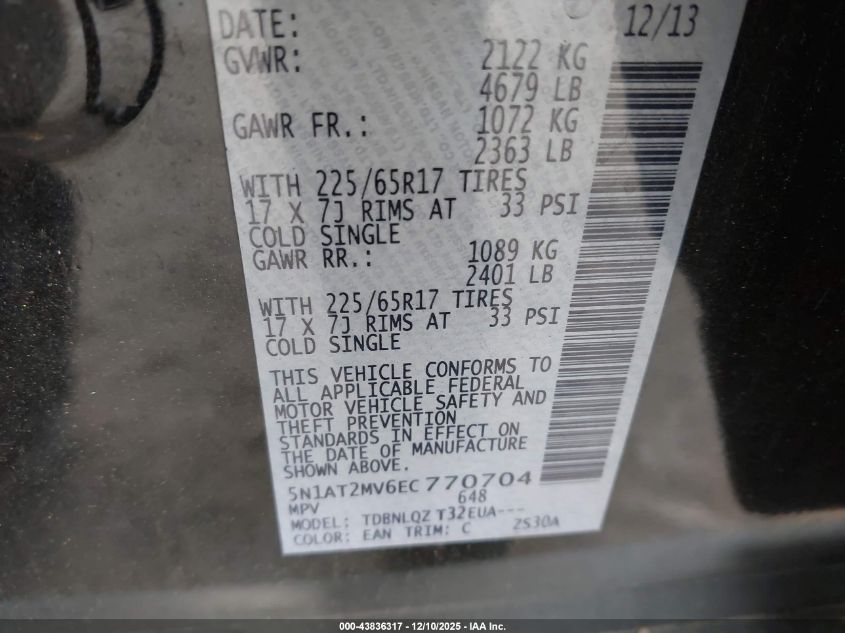 DATE: 12/13
GVWR: 2122 KG
4679 LB
GAWR FR.: 1072 KG
2363 LB
WITH 225/65R17 TIRES
17 X 7J RIMS AT 33 PSI
COLD SINGLE
GAWR RR.: 1089 KG
2401 LB
WITH 225/65R17 TIRES
17 X 7J RIMS AT 33 PSI
COLD SINGLE
THIS VEHICLE CONFORMS TO
ALL APPLICABLE FEDERAL
MOTOR VEHICLE SAFETY AND
THEFT PREVENTION
STANDARDS IN EFFECT ON
THE DATE OF MANUFACTURE
SHOWN ABOVE.
5N1AT2MV6EC770704
MPV 648
MODEL: TDBNLQZ T32EUA---
COLOR: EAN TRIM: C ZS30A
000-43836317 - 12/10/2025 - IAA Inc.